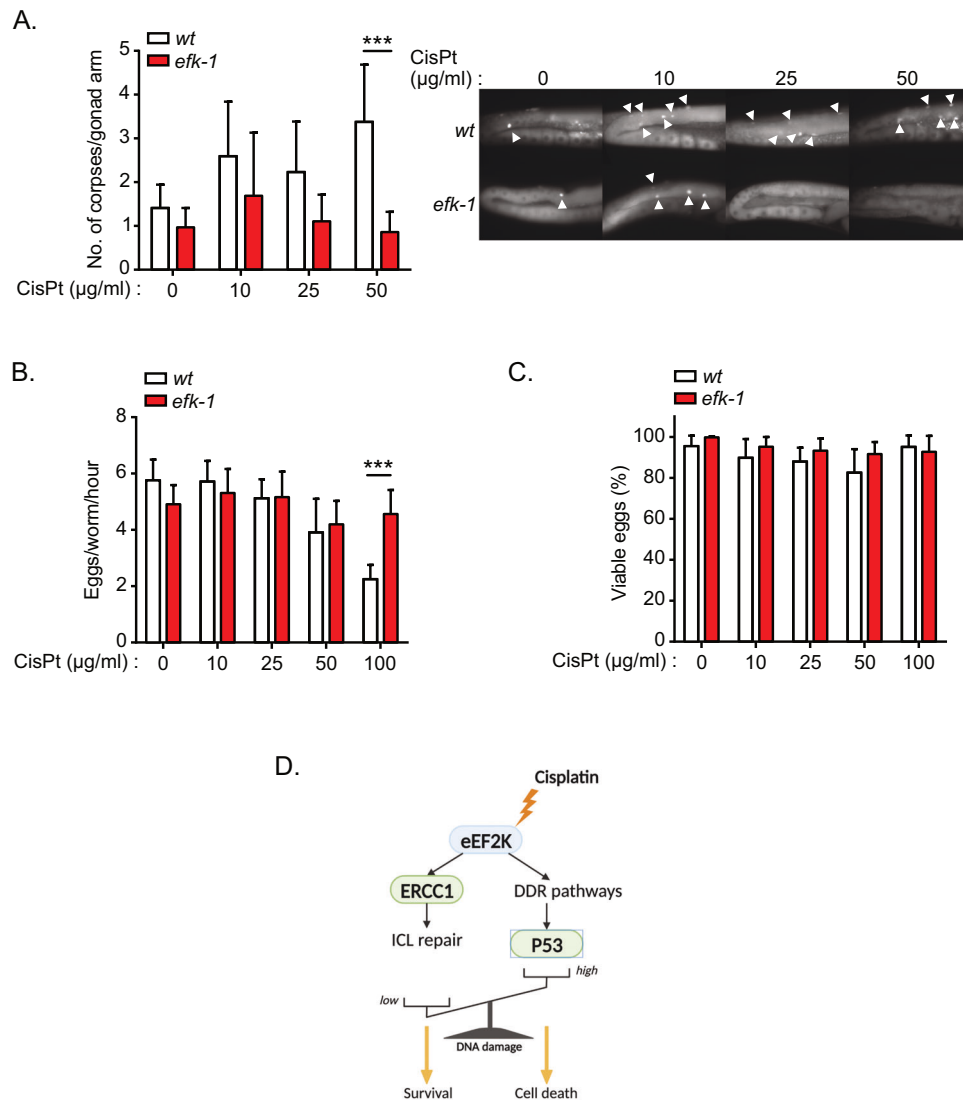 A.
wt
efk-1
***
No. of corpses/gonad arm
5
4
3
2
1
0
CisPt (µg/ml) : 0 10 25 50
CisPt
(µg/ml) : 0 10 25 50
wt
efk-1
B.
wt
efk-1
***
Eggs/worm/hour
8
6
4
2
0
CisPt (µg/ml) : 0 10 25 50 100
C.
wt
efk-1
Viable eggs (%)
100
80
60
40
20
0
CisPt (µg/ml) : 0 10 25 50 100
D.
Cisplatin
eEF2K
ERCC1 DDR pathways
ICL repair P53
high
low
DNA damage
Survival Cell death